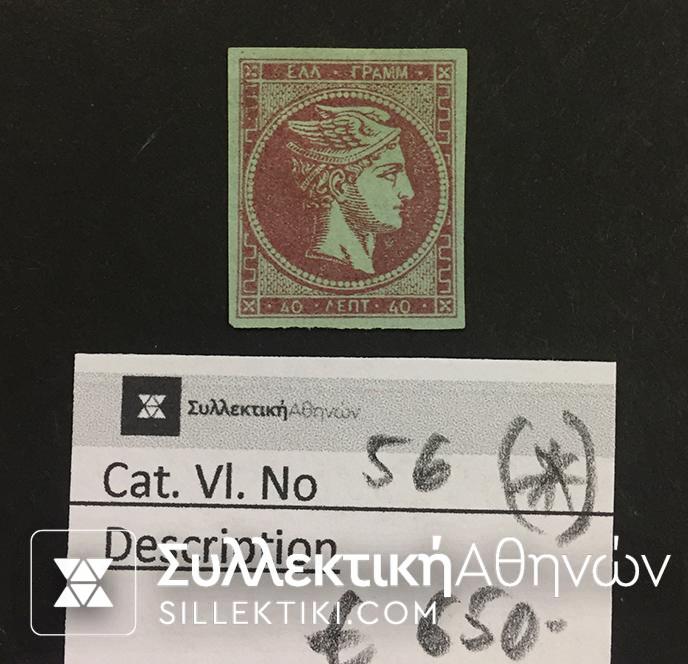 ΕΛΛ · ΓΡΑΜΜ
40 · ΛΕΠΤ · 40
ΣυλλεκτικήΑθηνών
Cat. Vl. No 56 (*)
Description
ΣυλλεκτικήΑθηνών
SILLEKTIKI.COM
€ 650.-